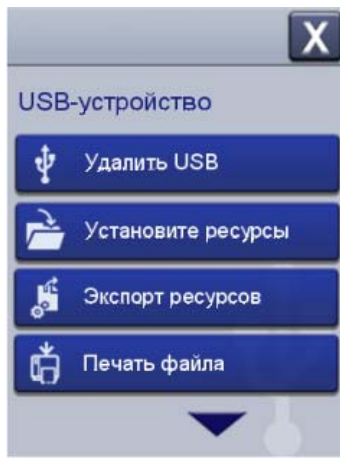 X
USB-устройство
Удалить USB
Установите ресурсы
Экспорт ресурсов
Печать файла